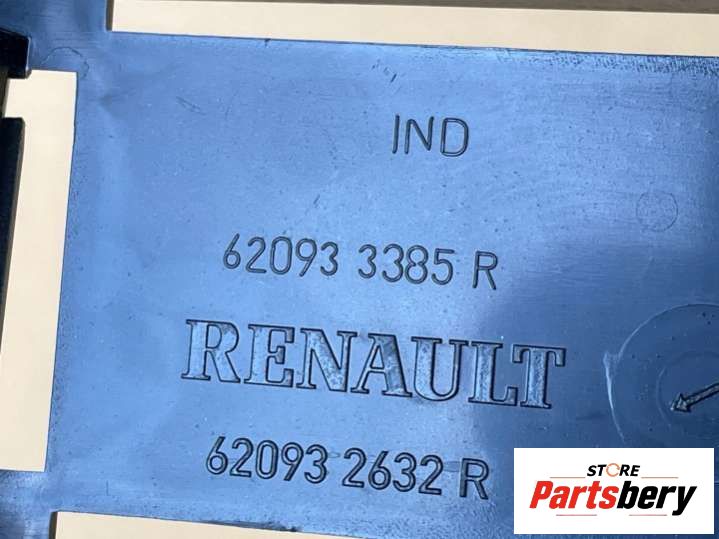 IND
62093 3385 R
RENAULT
62093 2632 R
STORE
Partsbery